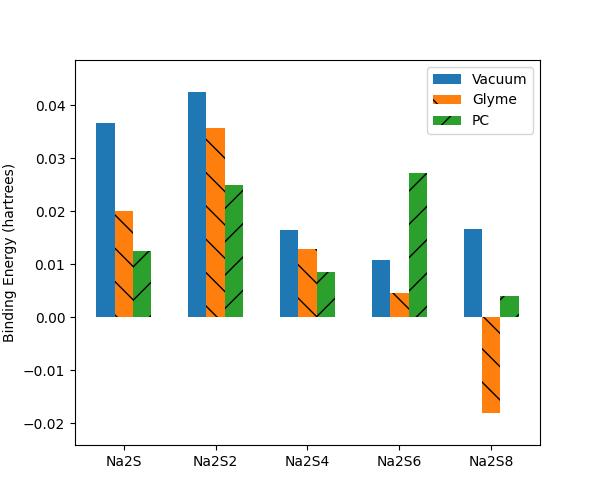 Vacuum
Glyme
PC
Binding Energy (hartrees)
0.04
0.03
0.02
0.01
0.00
−0.01
−0.02
Na2S Na2S2 Na2S4 Na2S6 Na2S8